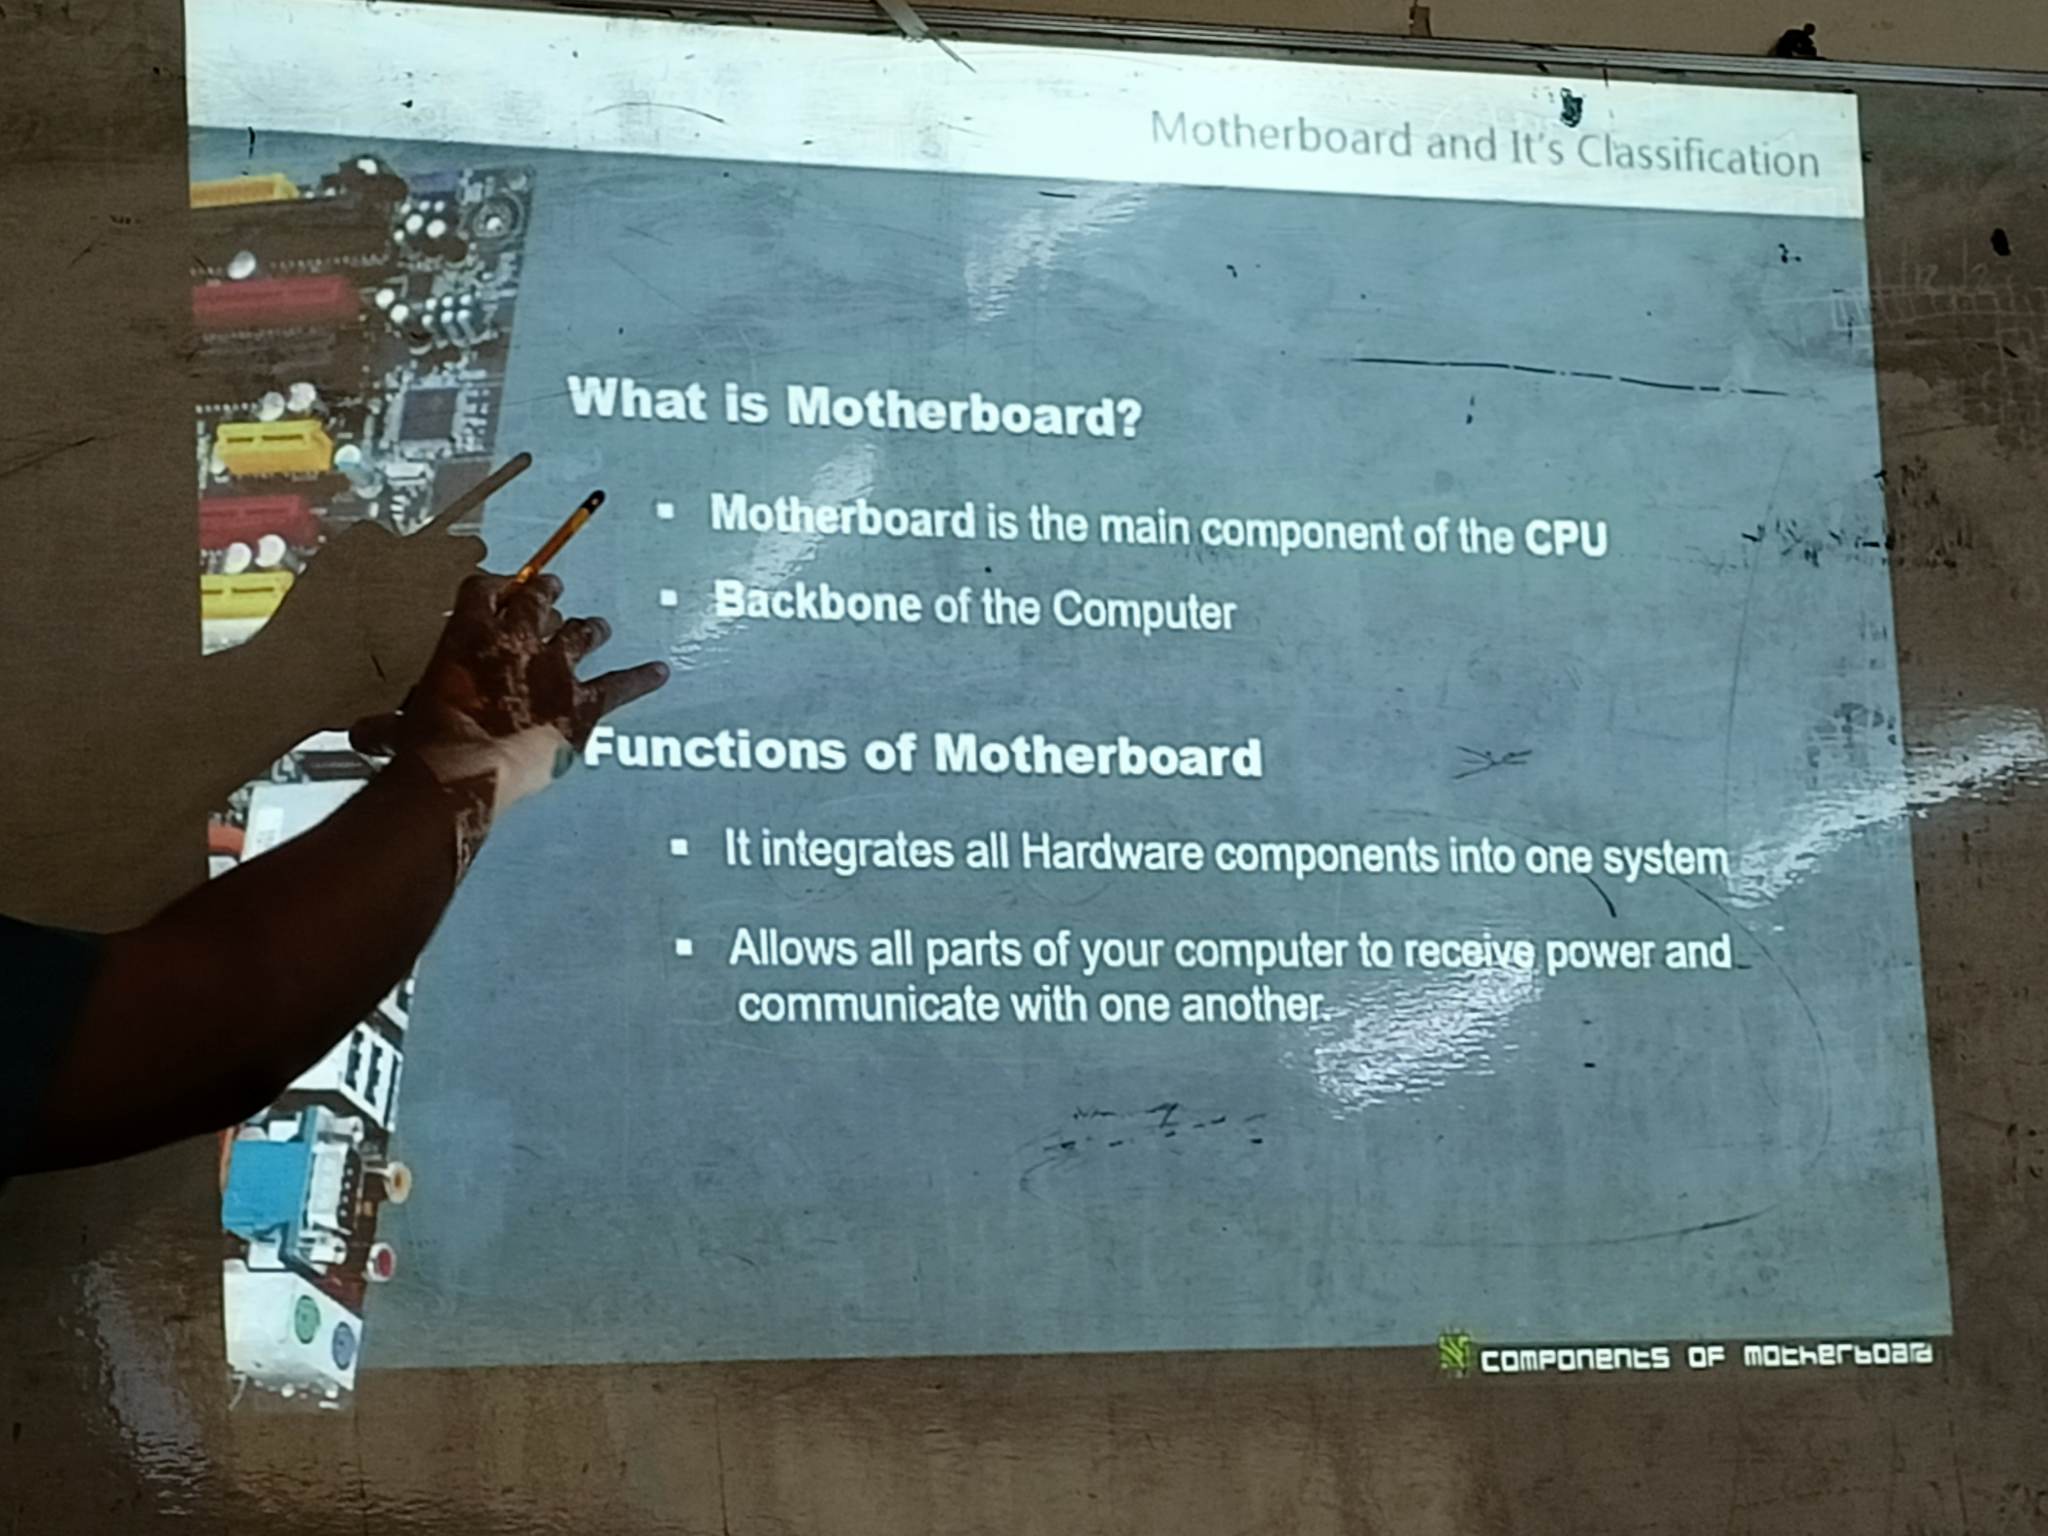 Motherboard and It's Classification
What is Motherboard?
▪ Motherboard is the main component of the CPU
▪ Backbone of the Computer
Functions of Motherboard
▪ It integrates all Hardware components into one system
▪ Allows all parts of your computer to receive power and
communicate with one another.
COMPONENTS OF MOTHERBOARD